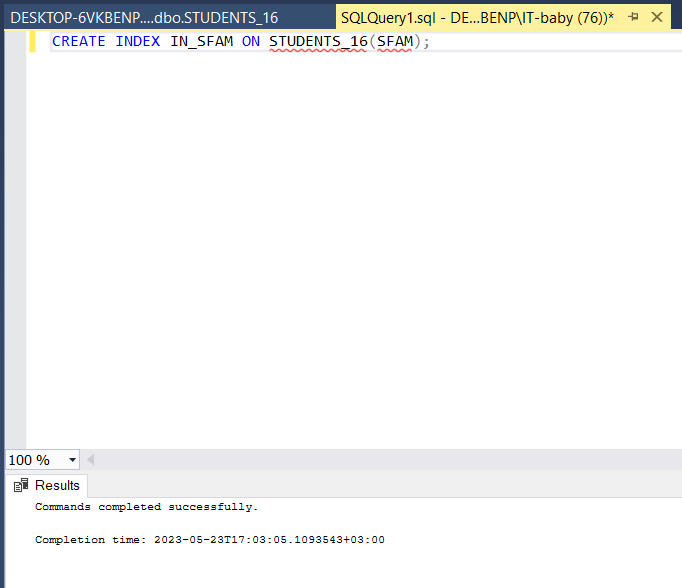 DESKTOP-6VKBENP....dbo.STUDENTS_16
SQLQuery1.sql - DE...BENP\IT-baby (76))*
CREATE INDEX IN_SFAM ON STUDENTS_16(SFAM);
100 %
Results
Commands completed successfully.
Completion time: 2023-05-23T17:03:05.1093543+03:00